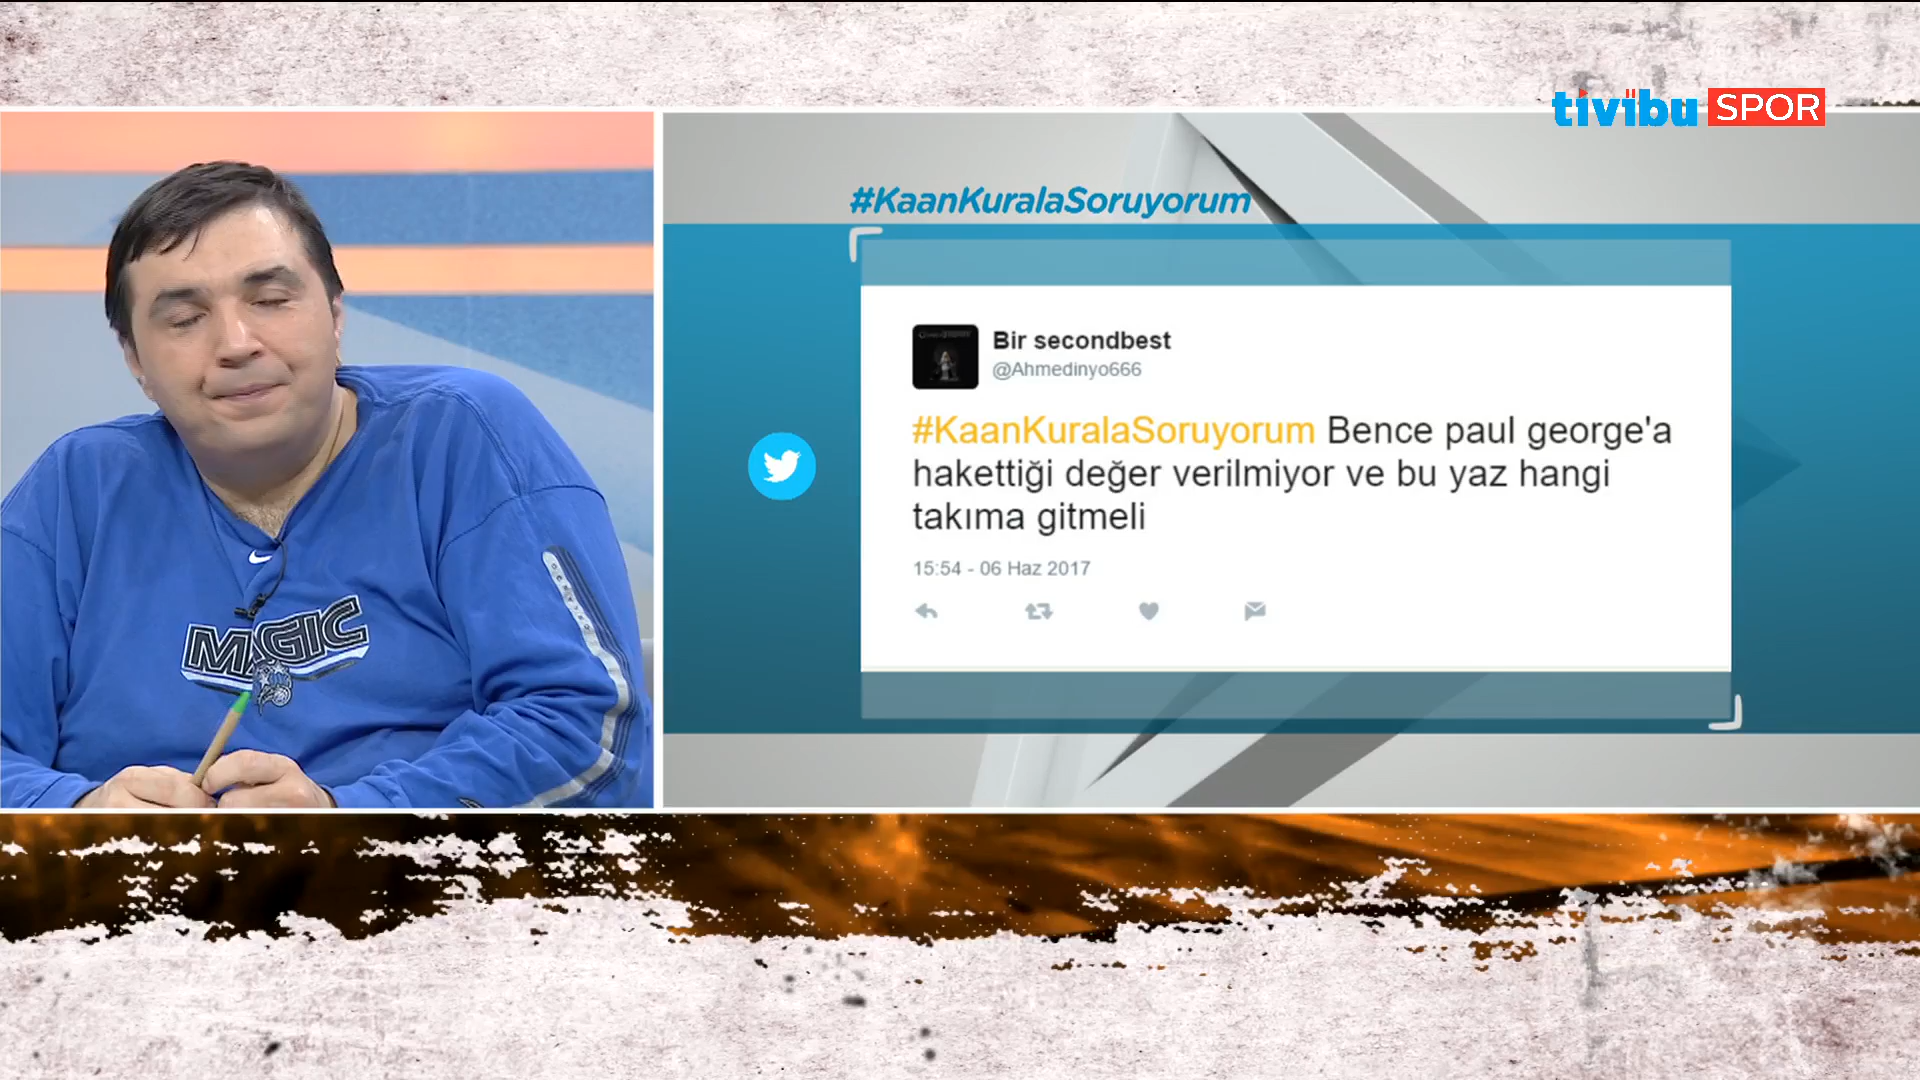 tivibu SPOR
#KaanKuralaSoruyorum
Bir secondbest
@Ahmedinyo666
#KaanKuralaSoruyorum Bence paul george'a
hakettiği değer verilmiyor ve bu yaz hangi
takıma gitmeli
15:54 - 06 Haz 2017
MAGIC